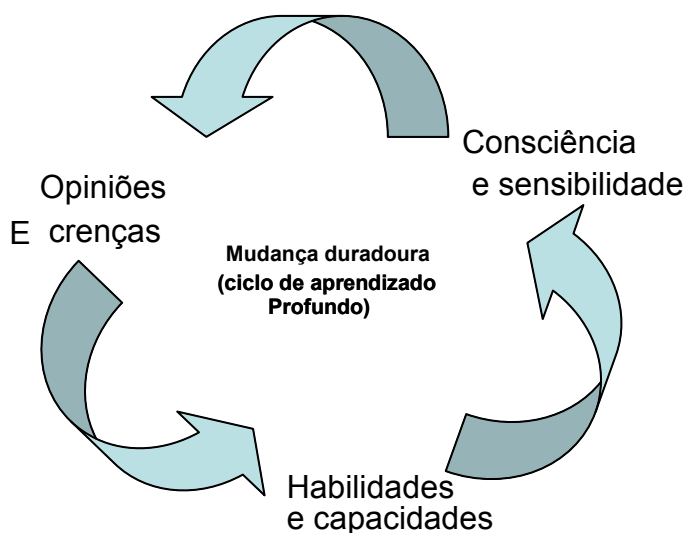 Consciência
e sensibilidade
Opiniões
E crenças
Mudança duradoura
(ciclo de aprendizado
Profundo)
Habilidades
e capacidades